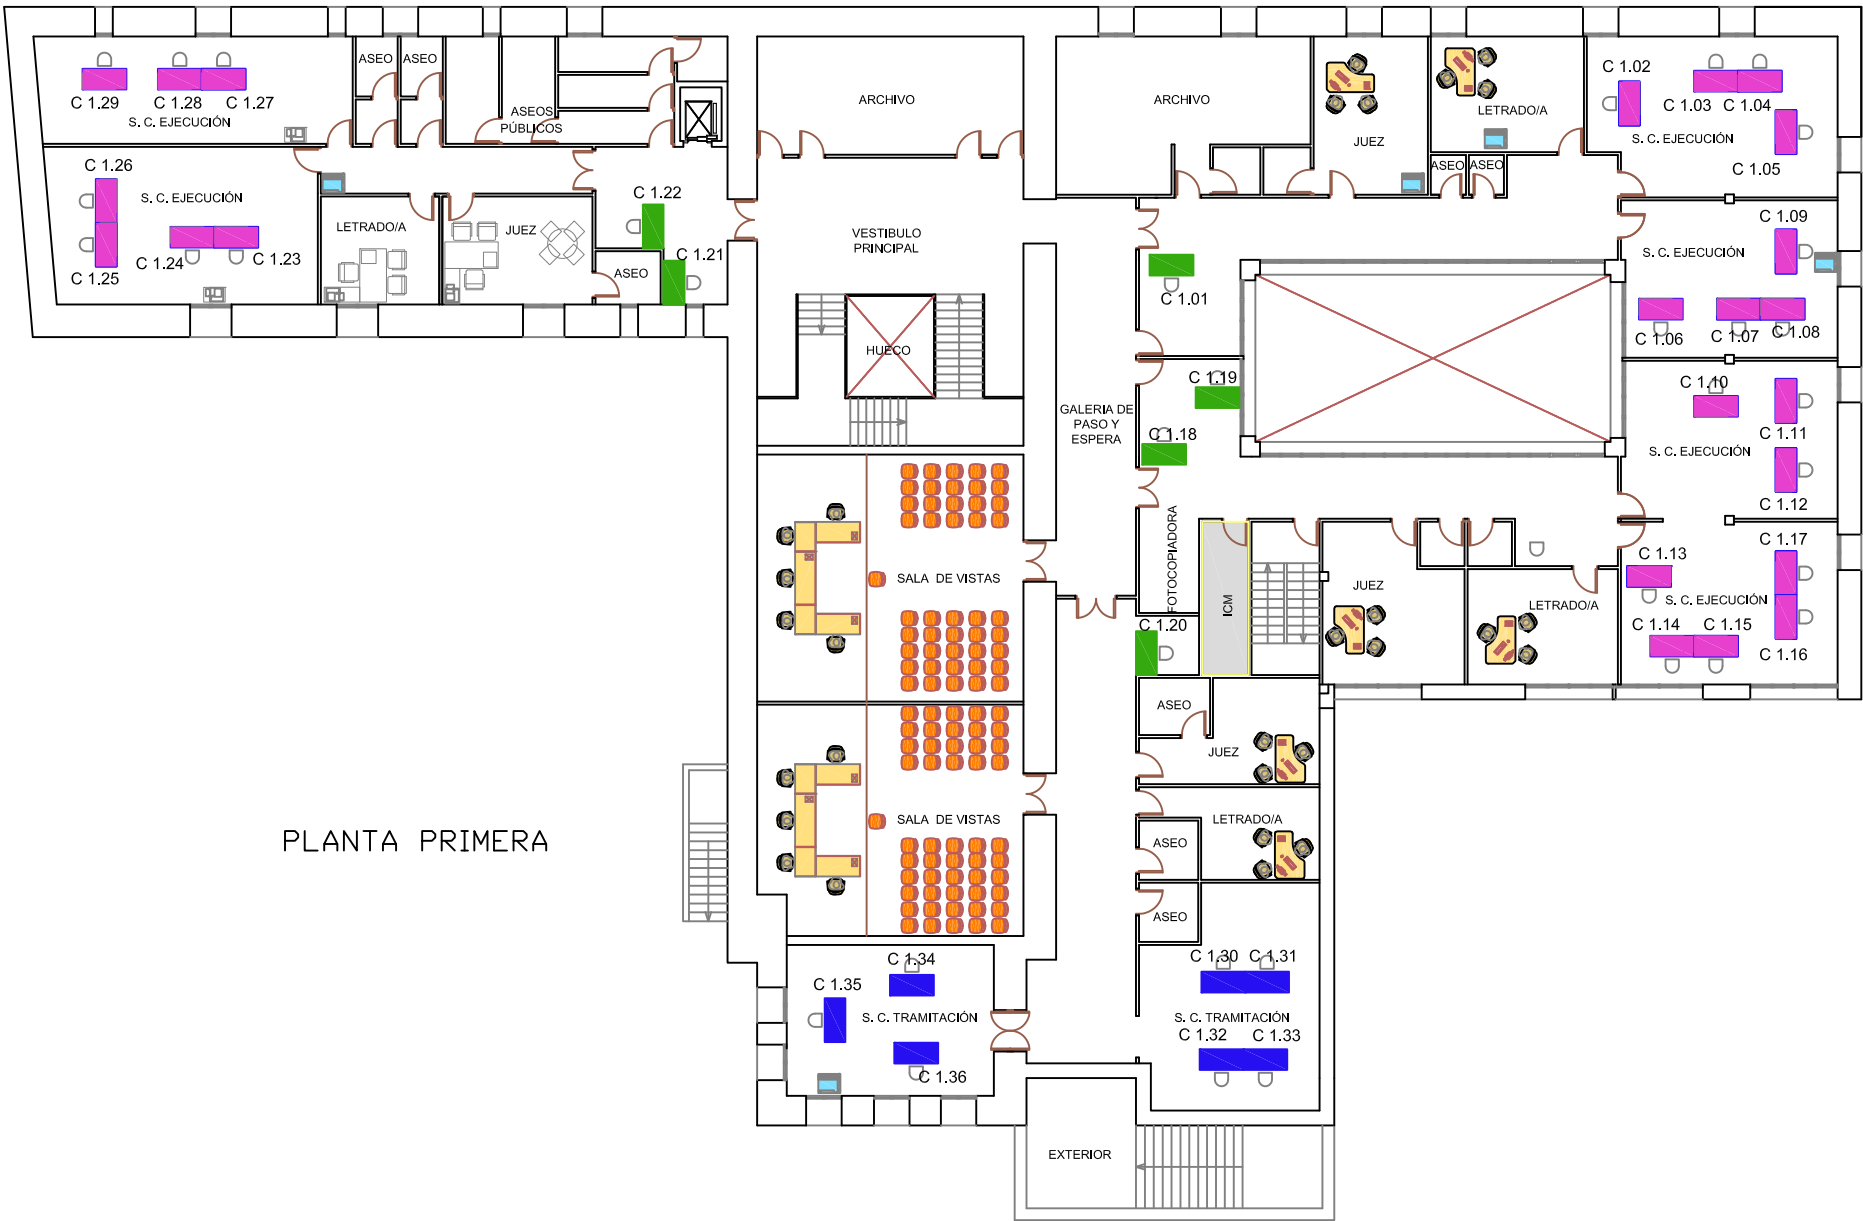 C 1.29
C 1.28
C 1.27
S. C. EJECUCIÓN
ASEO
ASEO
ASEOS
PÚBLICOS
ARCHIVO
ARCHIVO
JUEZ
LETRADO/A
ASEO
ASEO
C 1.02
C 1.03
C 1.04
S. C. EJECUCIÓN
C 1.05
C 1.26
S.C. EJECUCIÓN
C 1.24
C 1.23
C 1.25
LETRADO/A
JUEZ
C 1.22
C 1.21
ASEO
VESTIBULO
PRINCIPAL
HUECO
C 1.01
C 1.09
S. C. EJECUCIÓN
C 1.06
C 1.07
C 1.08
C 1.19
GALERIA DE
PASO Y
ESPERA
C 1.18
C 1.10
C 1.11
S. C. EJECUCIÓN
C 1.12
SALA DE VISTAS
FOTOCOPIADORA
ICM
C 1.20
JUEZ
LETRADO/A
C 1.17
C 1.13
S. C. EJECUCIÓN
C 1.14
C 1.15
C 1.16
ASEO
JUEZ
SALA DE VISTAS
LETRADO/A
ASEO
ASEO
PLANTA PRIMERA
C 1.34
C 1.35
S. C. TRAMITACIÓN
C 1.36
C 1.30
C 1.31
S. C. TRAMITACIÓN
C 1.32
C 1.33
EXTERIOR